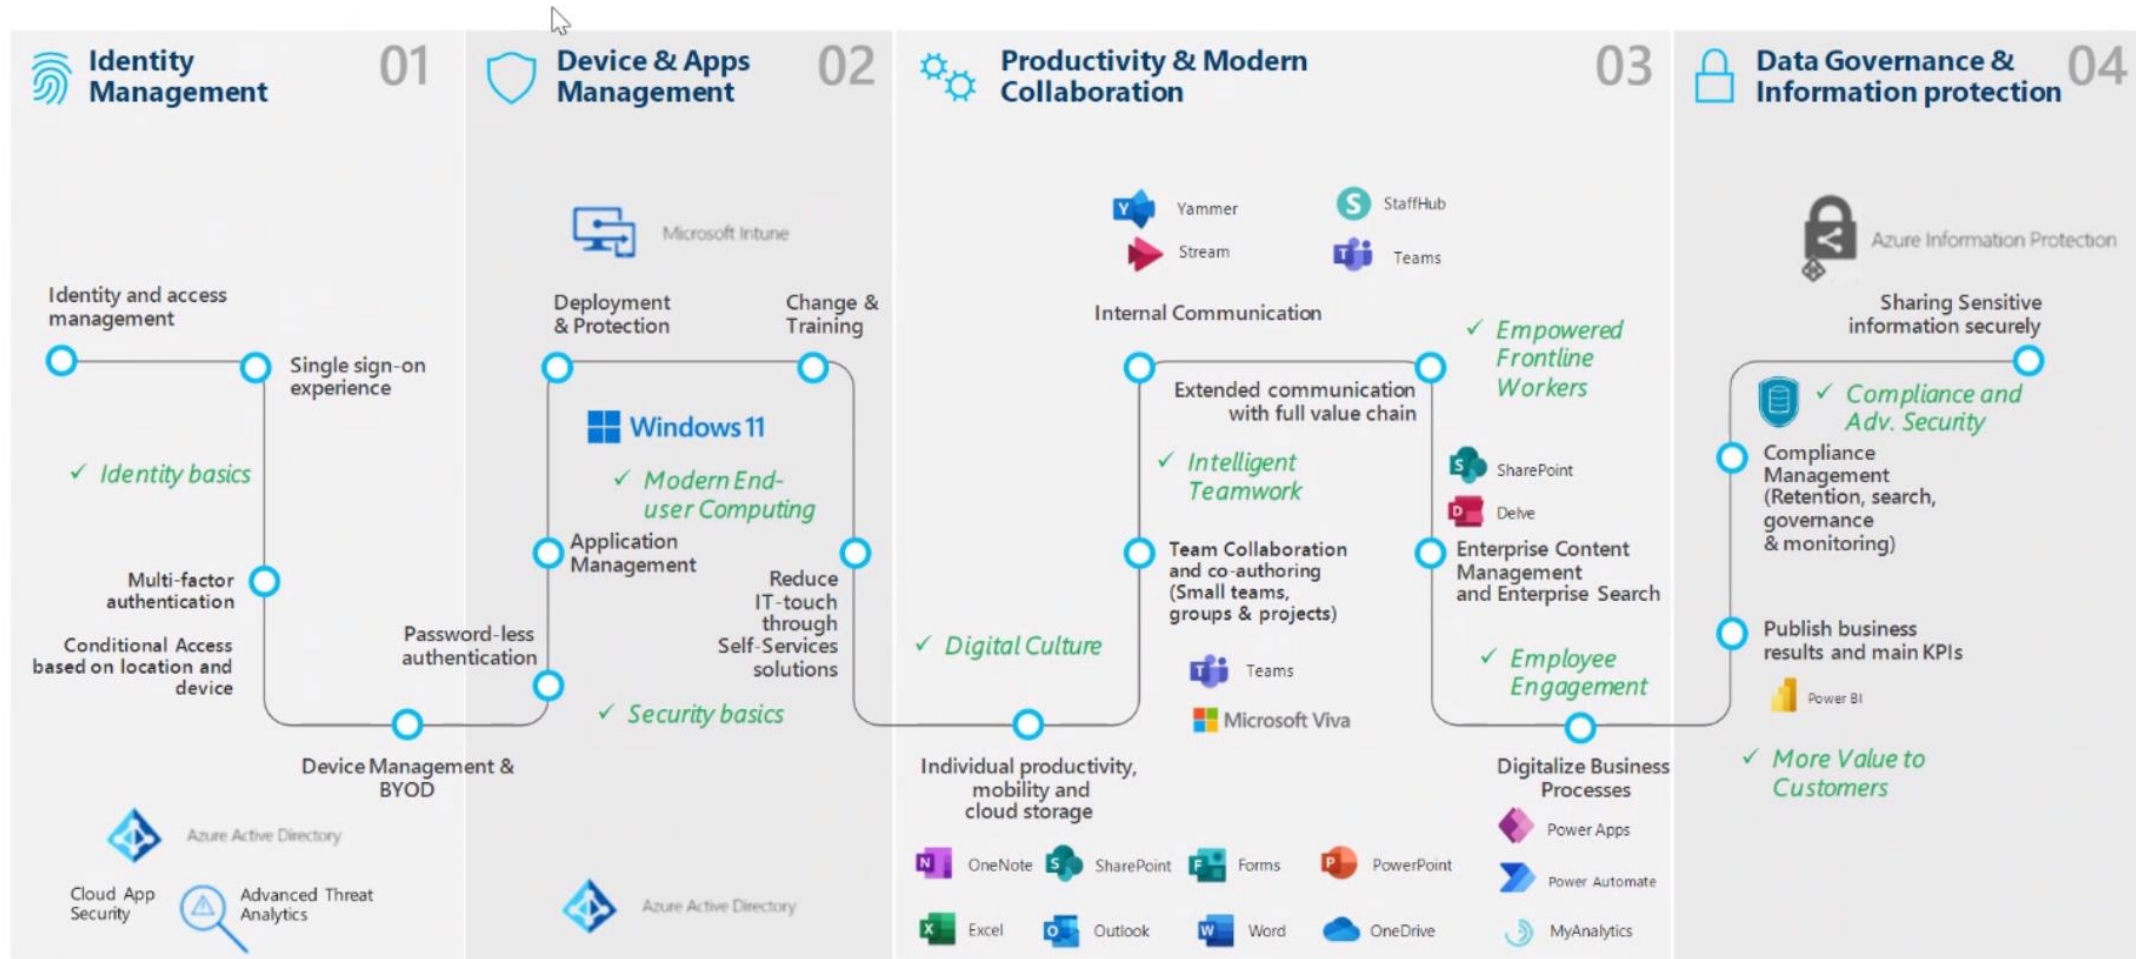 Identity
Management
01
Identity and access
management
Single sign-on
experience
✓ Identity basics
Multi-factor
authentication
Conditional Access
based on location and
device
Device Management &
BYOD
Azure Active Directory
Cloud App
Security
Advanced Threat
Analytics
Device & Apps
Management
02
Microsoft Intune
Deployment
& Protection
Change &
Training
Windows 11
✓ Modern End-
user Computing
Application
Management
Password-less
authentication
Reduce
IT-touch
through
Self-Services
solutions
✓ Security basics
Azure Active Directory
Productivity & Modern
Collaboration
03
Yammer
StaffHub
Stream
Teams
Internal Communication
✓ Empowered
Frontline
Workers
Extended communication
with full value chain
✓ Intelligent
Teamwork
SharePoint
Delve
Team Collaboration
and co-authoring
(Small teams,
groups & projects)
Enterprise Content
Management
and Enterprise Search
✓ Digital Culture
Teams
Microsoft Viva
✓ Employee
Engagement
Individual productivity,
mobility and
cloud storage
Digitalize Business
Processes
OneNote
SharePoint
Forms
PowerPoint
Excel
Outlook
Word
OneDrive
Power Apps
Power Automate
MyAnalytics
Data Governance &
Information protection
04
Azure Information Protection
Sharing Sensitive
information securely
✓ Compliance and
Adv. Security
Compliance
Management
(Retention, search,
governance
& monitoring)
Publish business
results and main KPIs
Power BI
✓ More Value to
Customers